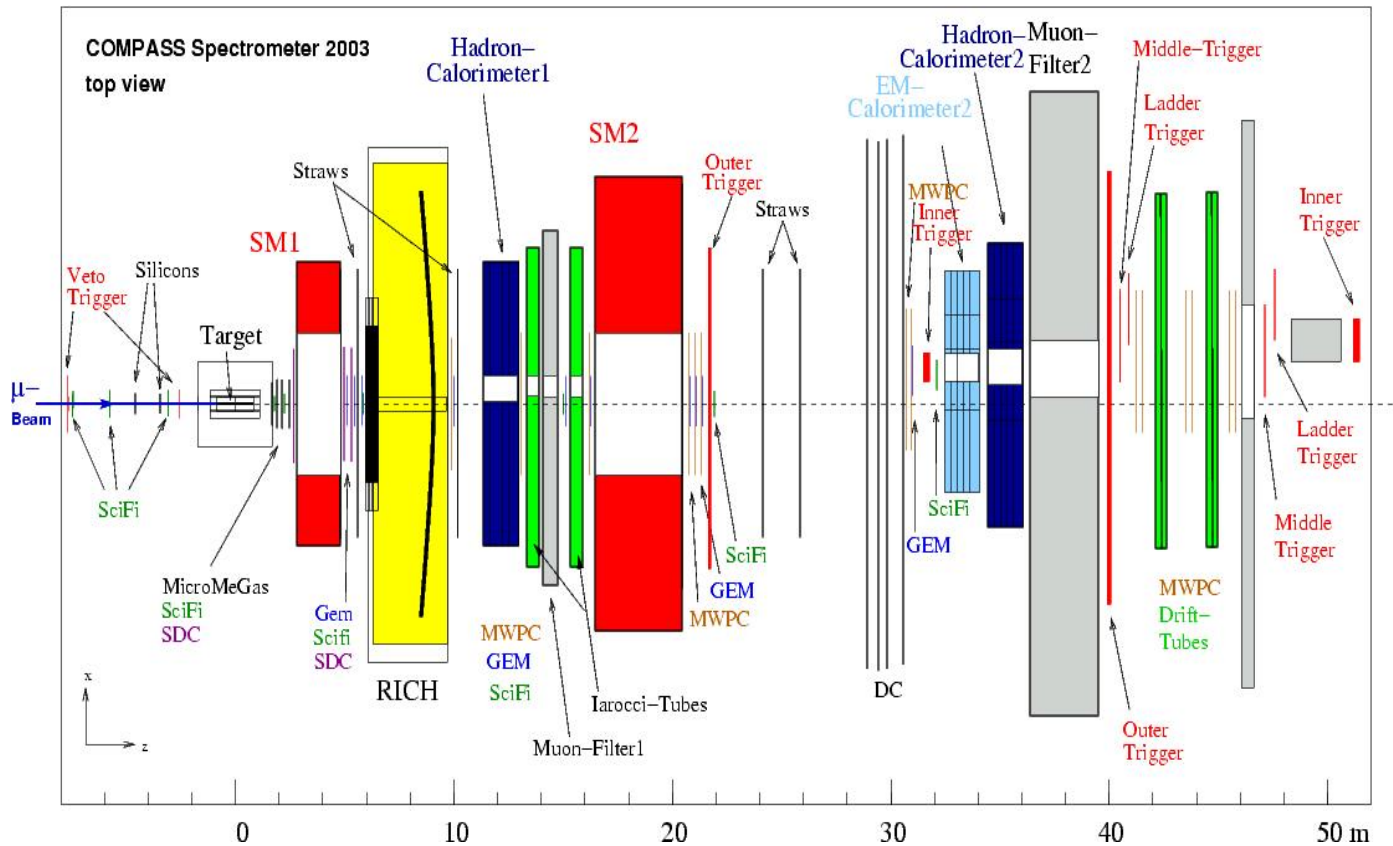 COMPASS Spectrometer 2003
top view
Hadron–
Calorimeter1
SM2
Hadron–
Calorimeter2
Muon–
Filter2
EM–
Calorimeter2
Middle–Trigger
Ladder
Trigger
Outer
Trigger
Straws
Straws
MWPC
Inner
Trigger
Inner
Trigger
SM1
Silicons
Veto
Trigger
Target
μ–
Beam
SciFi
MicroMeGas
SciFi
SDC
Gem
Scifi
SDC
RICH
MWPC
GEM
SciFi
Iarocci–Tubes
Muon–Filter1
SciFi
GEM
MWPC
DC
SciFi
GEM
Ladder
Trigger
Middle
Trigger
MWPC
Drift–
Tubes
Outer
Trigger
x
z
0 10 20 30 40 50 m